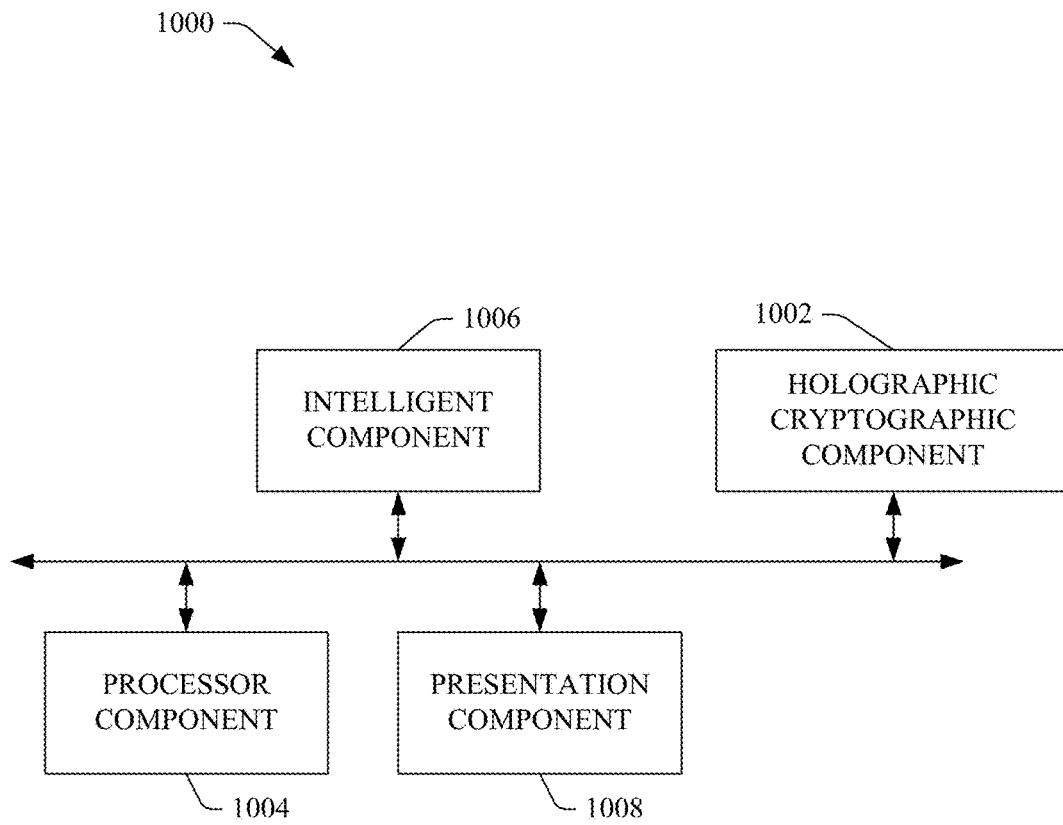 1000
1006
1002
INTELLIGENT
COMPONENT
HOLOGRAPHIC
CRYPTOGRAPHIC
COMPONENT
PROCESSOR
COMPONENT
PRESENTATION
COMPONENT
1004
1008